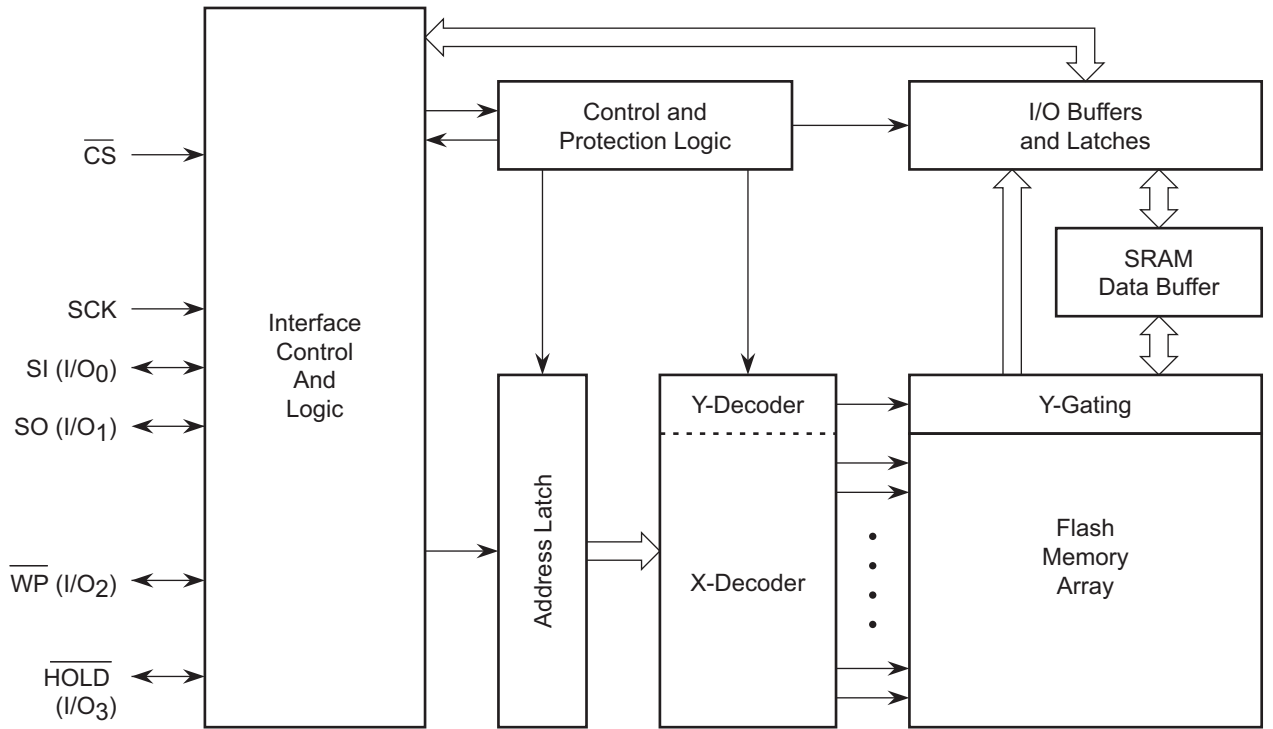 CS
SCK
SI (I/O0)
SO (I/O1)
WP (I/O2)
HOLD
(I/O3)
Interface
Control
And
Logic
Control and
Protection Logic
I/O Buffers
and Latches
SRAM
Data Buffer
Address Latch
Y-Decoder
X-Decoder
Y-Gating
Flash
Memory
Array